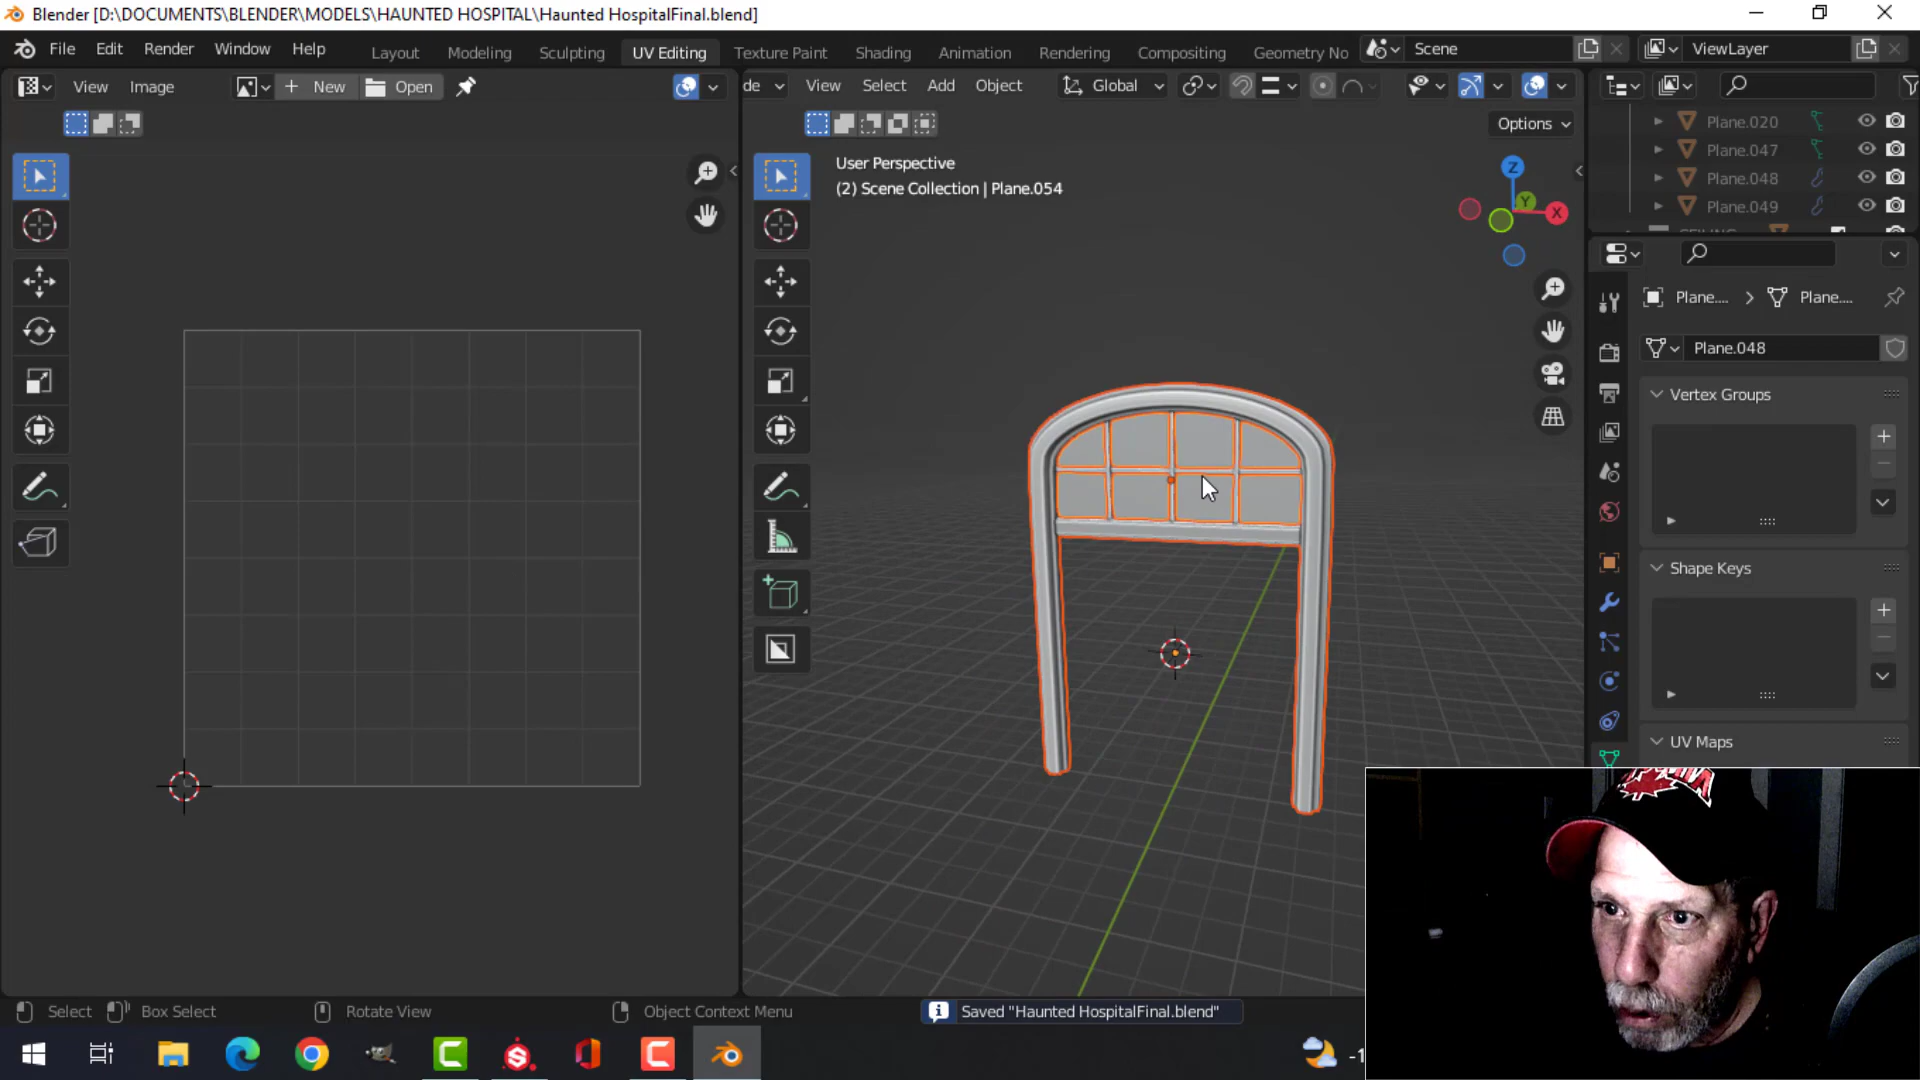 Blender [D:\DOCUMENTS\BLENDER\MODELS\HAUNTED HOSPITAL\Haunted HospitalFinal.blend]
File Edit Render Window Help Layout Modeling Sculpting UV Editing Texture Paint Shading Animation Rendering Compositing Geometry No Scene ViewLayer
View Image New Open de View Select Add Object Global
Options
User Perspective
(2) Scene Collection | Plane.054
Z
Y
X
Plane.020
Plane.047
Plane.048
Plane.049
Plane.... Plane....
Plane.048
Vertex Groups
Shape Keys
UV Maps
Select Box Select Rotate View Object Context Menu Saved "Haunted HospitalFinal.blend"
-1